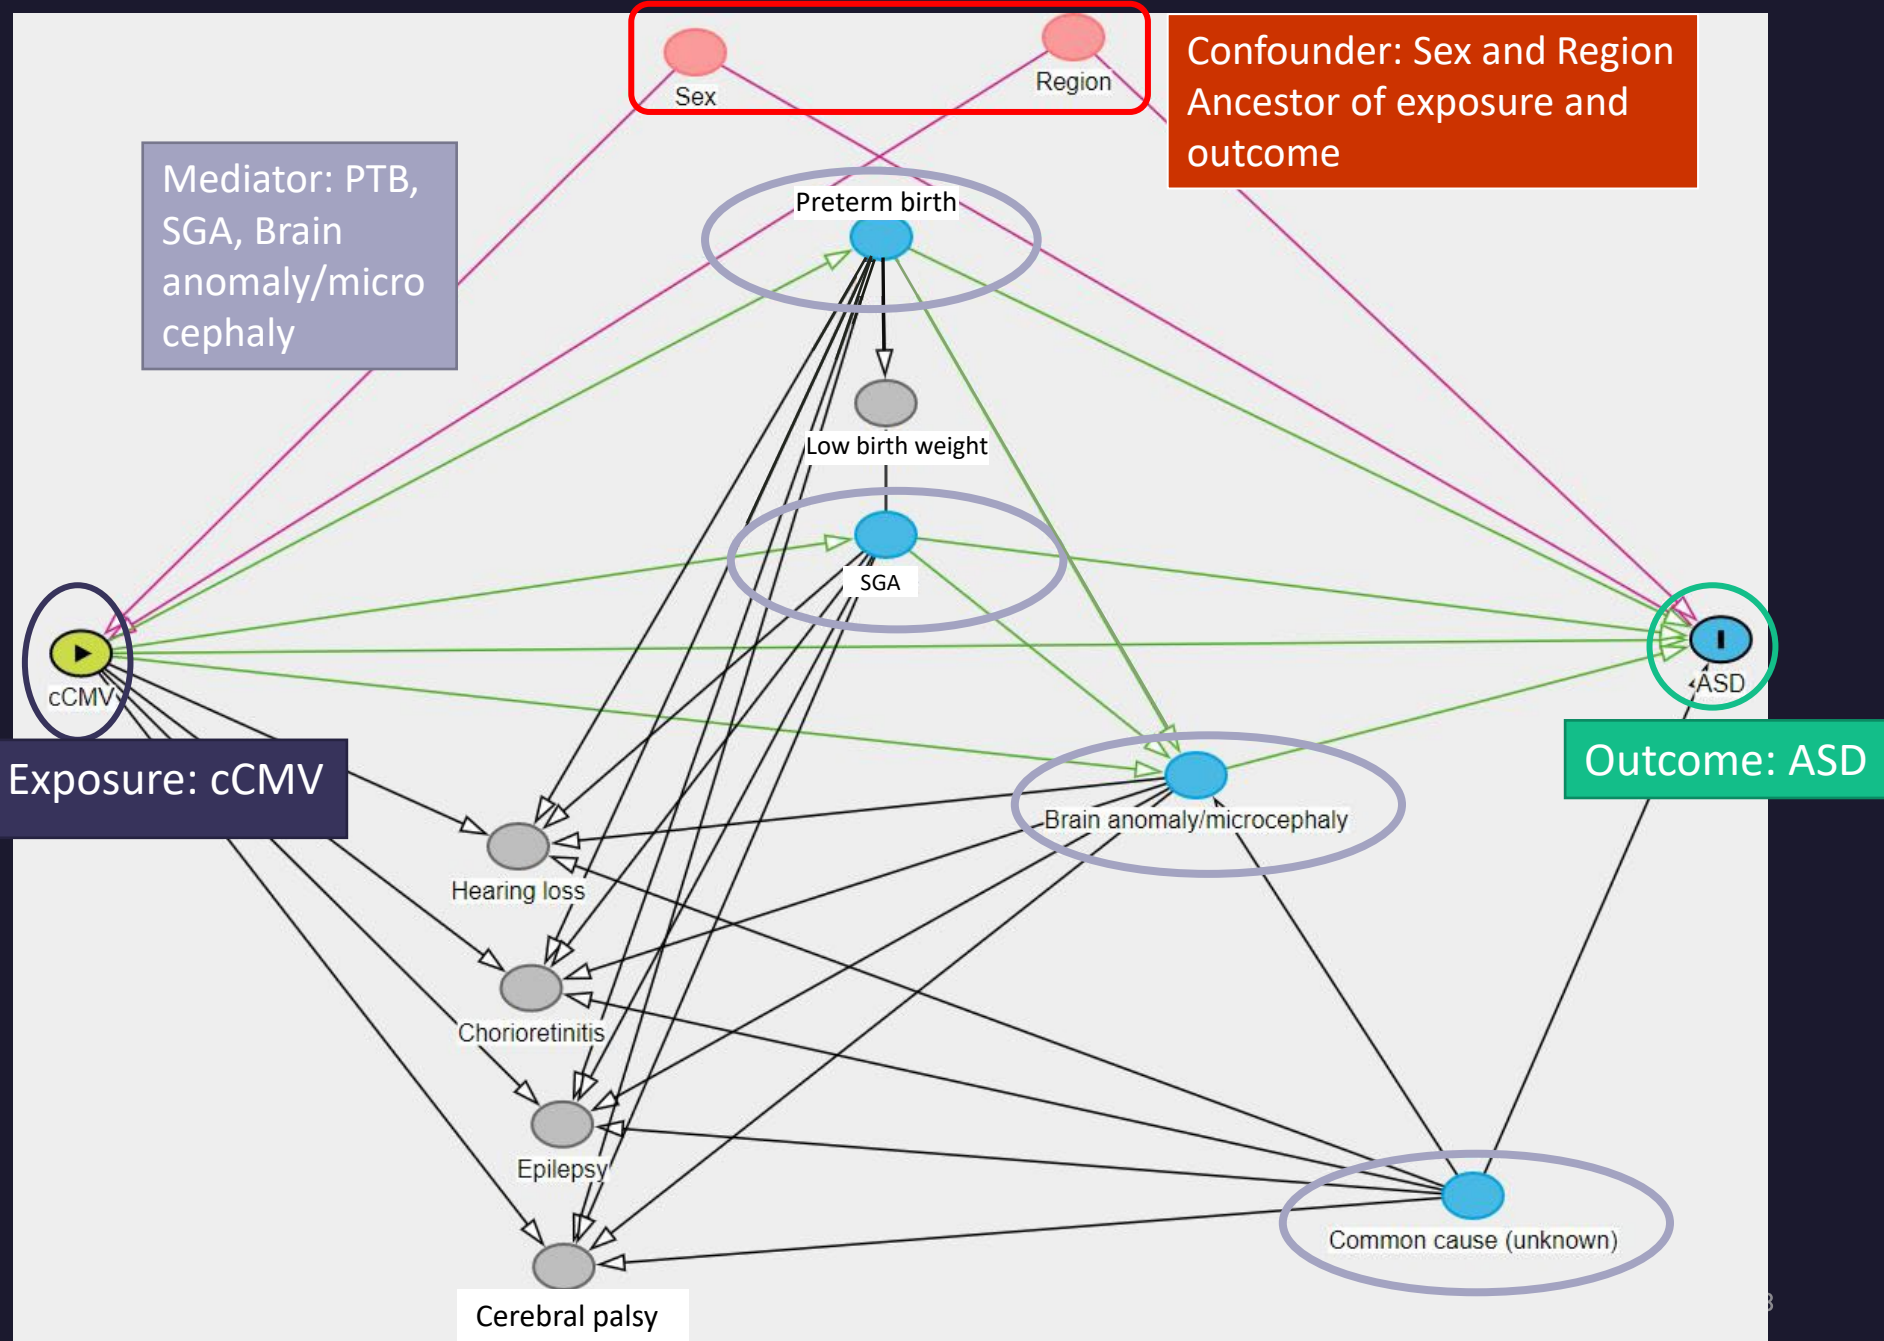 Sex
Region
Confounder: Sex and Region
Ancestor of exposure and
outcome
Mediator: PTB,
SGA, Brain
anomaly/micro
cephaly
Preterm birth
Low birth weight
SGA
cCMV
ASD
Exposure: cCMV
Outcome: ASD
Brain anomaly/microcephaly
Hearing loss
Chorioretinitis
Epilepsy
Common cause (unknown)
Cerebral palsy